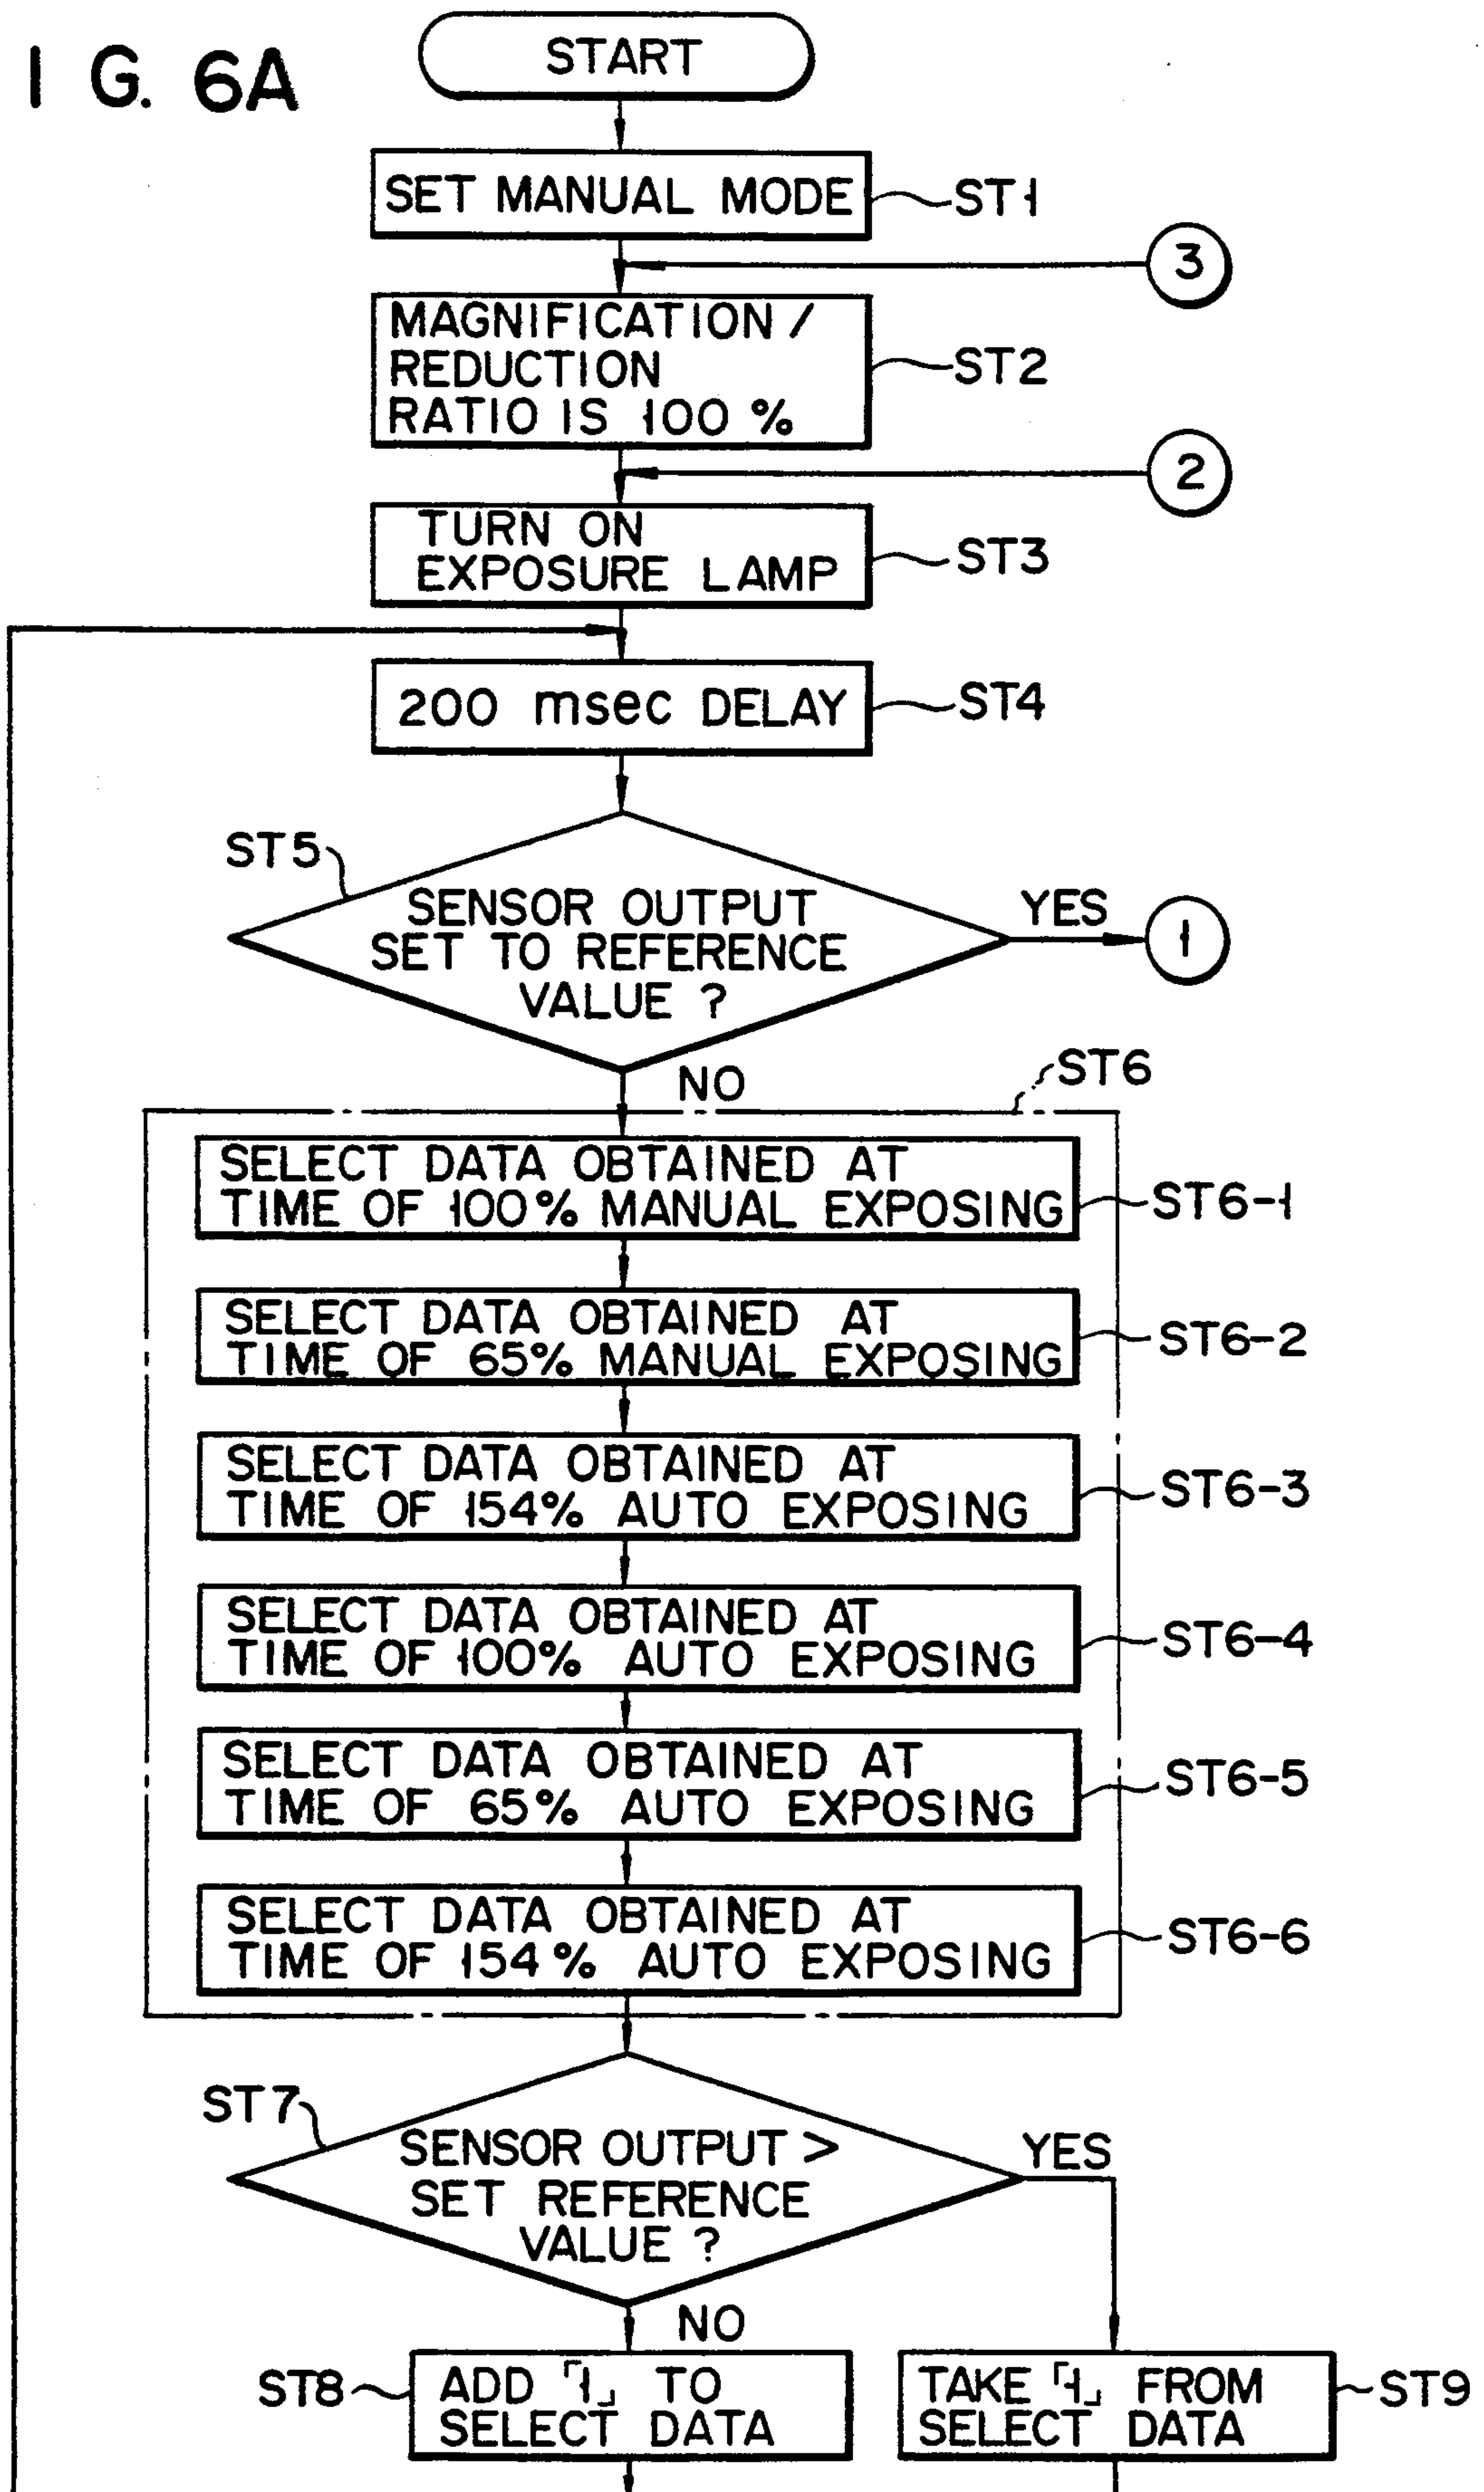 I G. 6A
START
SET MANUAL MODE
ST1
3
MAGNIFICATION /
REDUCTION
RATIO IS 100 %
ST2
2
TURN ON
EXPOSURE LAMP
ST3
200 msec DELAY
ST4
ST5
SENSOR OUTPUT
SET TO REFERENCE
VALUE ?
YES
1
NO
ST6
SELECT DATA OBTAINED AT
TIME OF 100% MANUAL EXPOSING
ST6-1
SELECT DATA OBTAINED AT
TIME OF 65% MANUAL EXPOSING
ST6-2
SELECT DATA OBTAINED AT
TIME OF 154% AUTO EXPOSING
ST6-3
SELECT DATA OBTAINED AT
TIME OF 100% AUTO EXPOSING
ST6-4
SELECT DATA OBTAINED AT
TIME OF 65% AUTO EXPOSING
ST6-5
SELECT DATA OBTAINED AT
TIME OF 154% AUTO EXPOSING
ST6-6
ST7
SENSOR OUTPUT >
SET REFERENCE
VALUE ?
YES
NO
ST8
ADD「1」TO
SELECT DATA
TAKE「1」FROM
SELECT DATA
ST9